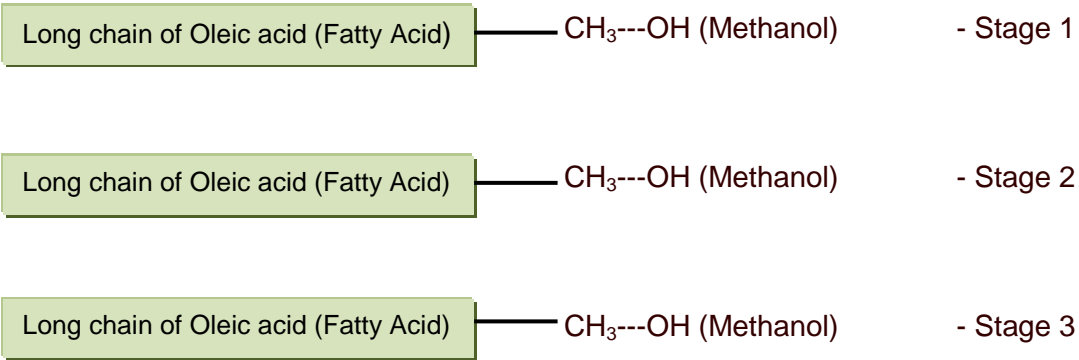 Long chain of Oleic acid (Fatty Acid) CH₃---OH (Methanol) - Stage 1
Long chain of Oleic acid (Fatty Acid) CH₃---OH (Methanol) - Stage 2
Long chain of Oleic acid (Fatty Acid) CH₃---OH (Methanol) - Stage 3